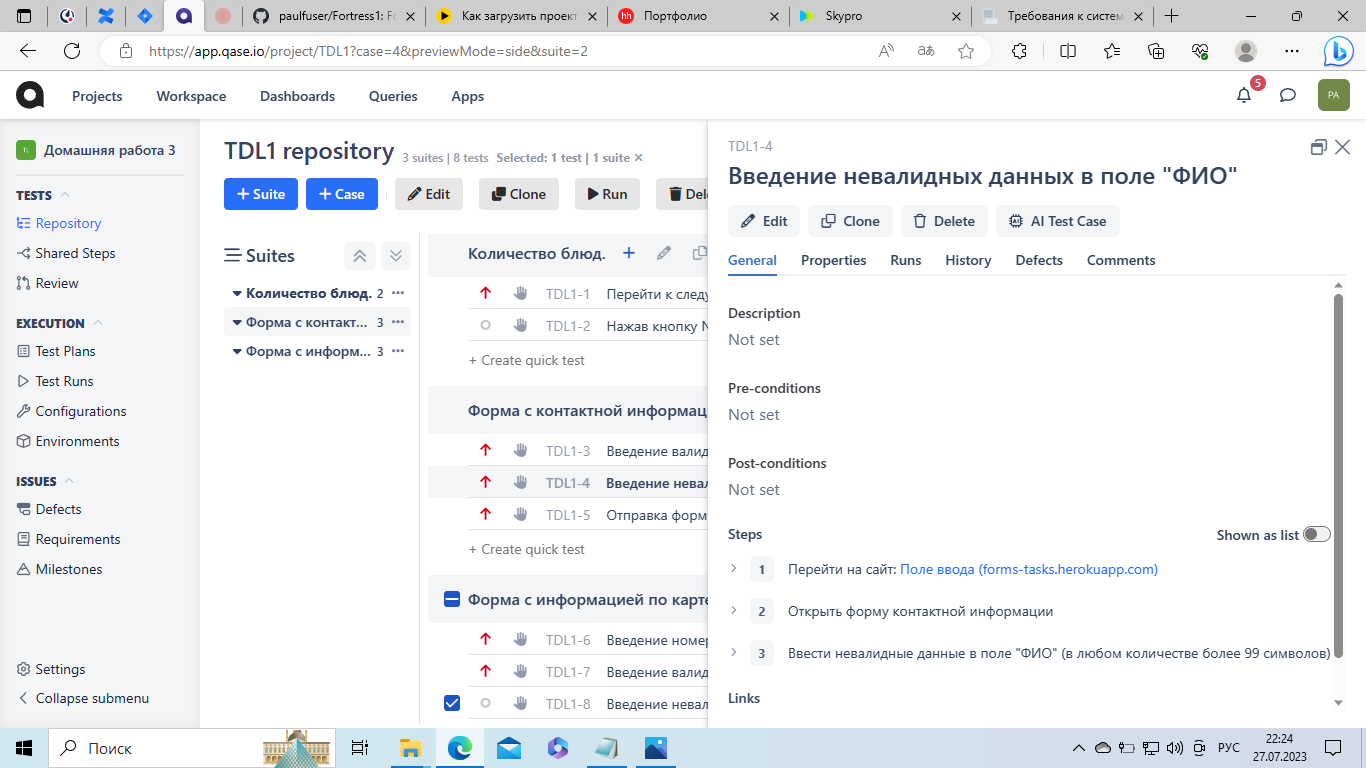 paulfuser/Fortress1: Fo
Как загрузить проект
hh
Портфолио
Skypro
Требования к систем
https://app.qase.io/project/TDL1?case=4&previewMode=side&suite=2
Projects
Workspace
Dashboards
Queries
Apps
5
PA
TL
Домашняя работа 3
TESTS
Repository
Shared Steps
Review
EXECUTION
Test Plans
Test Runs
Configurations
Environments
ISSUES
Defects
Requirements
Milestones
Settings
Collapse submenu
TDL1 repository
3 suites | 8 tests
Selected: 1 test | 1 suite
+ Suite
+ Case
Edit
Clone
Run
Dele
Suites
Количество блюд. 2
Форма с контакт... 3
Форма с информ... 3
Количество блюд.
TDL1-1 Перейти к следу
TDL1-2 Нажав кнопку N
+ Create quick test
Форма с контактной информац
TDL1-3 Введение валид
TDL1-4 Введение невал
TDL1-5 Отправка форм
+ Create quick test
Форма с информацией по карте
TDL1-6 Введение номер
TDL1-7 Введение валид
TDL1-8 Введение невал
TDL1-4
Введение невалидных данных в поле "ФИО"
Edit
Clone
Delete
AI Test Case
General
Properties
Runs
History
Defects
Comments
Description
Not set
Pre-conditions
Not set
Post-conditions
Not set
Steps
Shown as list
1 Перейти на сайт: Поле ввода (forms-tasks.herokuapp.com)
2 Открыть форму контактной информации
3 Ввести невалидные данные в поле "ФИО" (в любом количестве более 99 символов)
Links
Поиск
РУС
22:24
27.07.2023